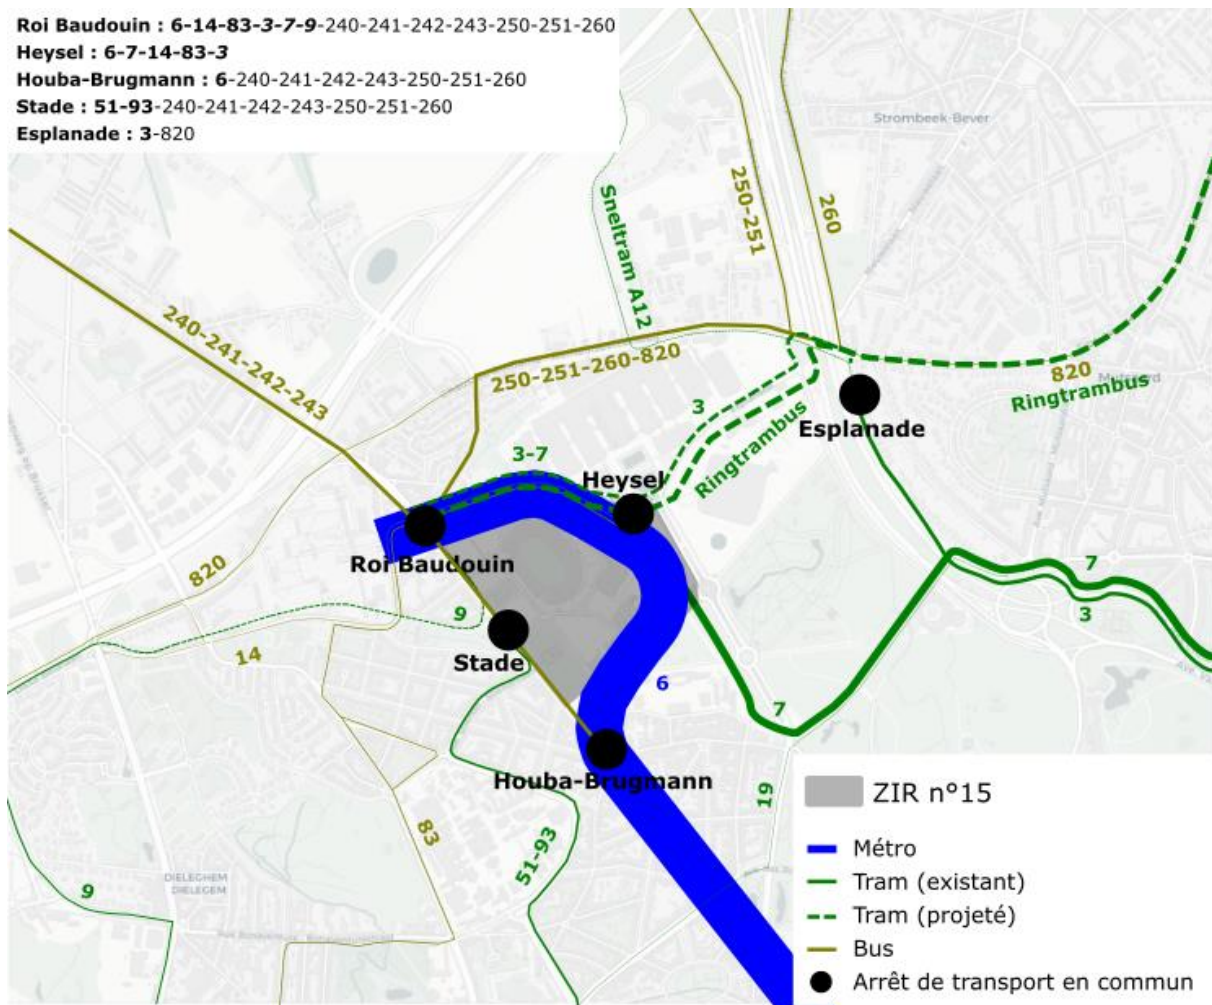 Roi Baudouin : 6-14-83-3-7-9-240-241-242-243-250-251-260
Heysel : 6-7-14-83-3
Houba-Brugmann : 6-240-241-242-243-250-251-260
Stade : 51-93-240-241-242-243-250-251-260
Esplanade : 3-820
Strombeek-Bever
250-251
260
Sneltram A12
240-241-242-243
250-251-260-820
820
Ringtrambus
3
Ringtrambus
Esplanade
3-7
Heysel
Roi Baudouin
820
9
7
3
14
Stade
6
7
Houba-Brugmann
19
83
51-93
DIELEGHEM
DIELEGEM
9
ZIR n°15
Métro
Tram (existant)
Tram (projeté)
Bus
Arrêt de transport en commun